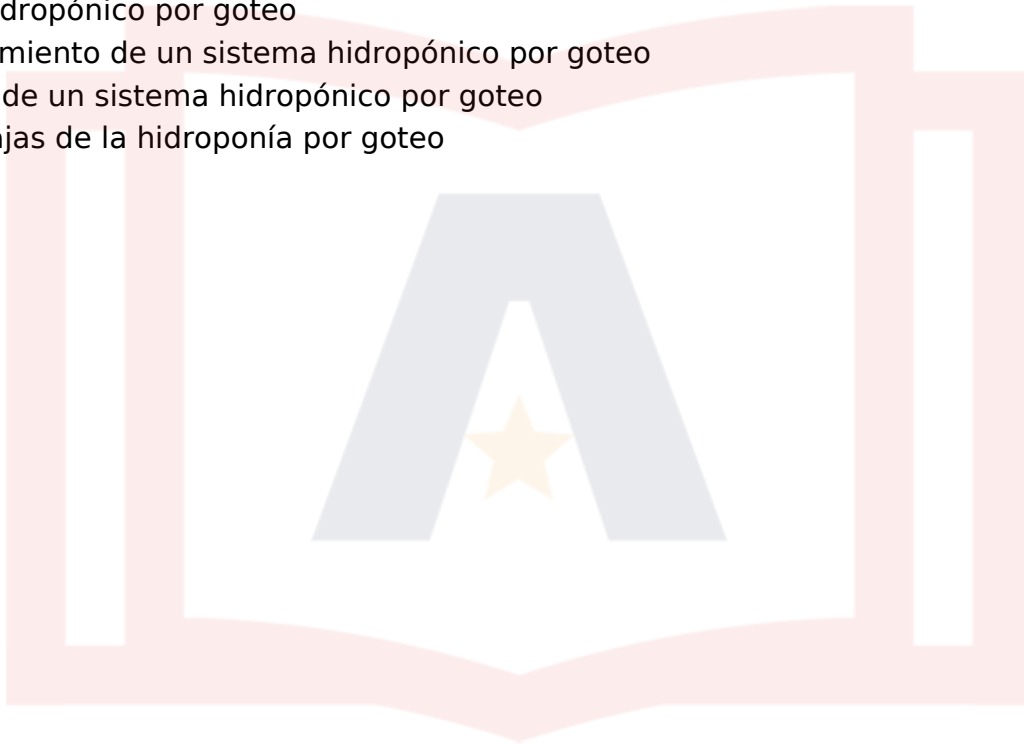 dropónico por goteo
miento de un sistema hidropónico por goteo
de un sistema hidropónico por goteo
jas de la hidroponía por goteo